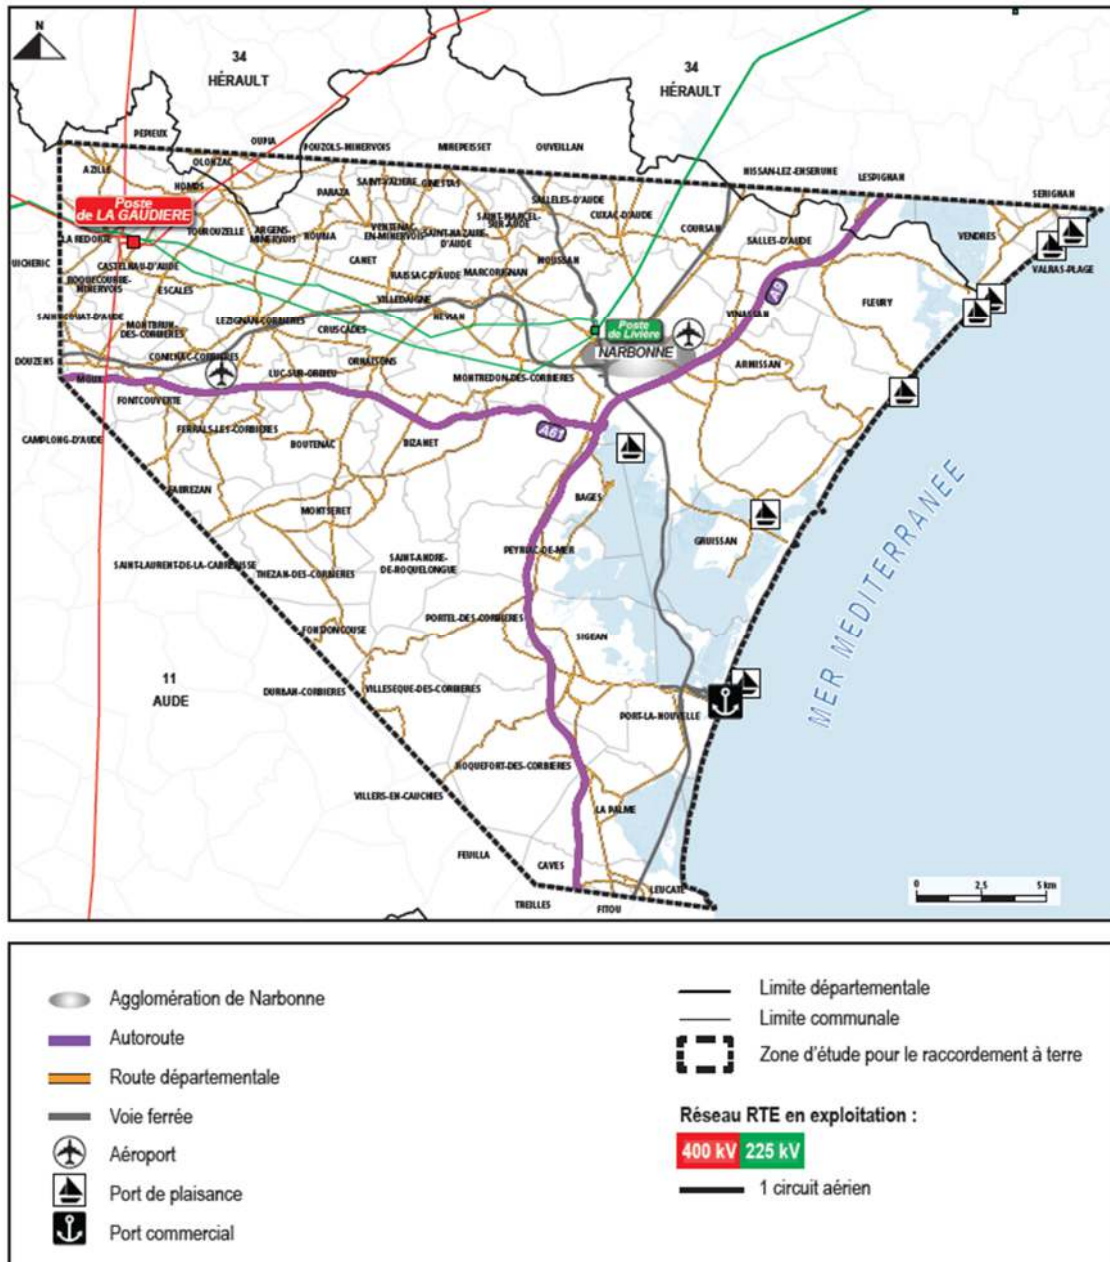 N
34
HÉRAULT
34
HÉRAULT
PEPIEUX
OUPIA
POUZOLS-MINERVOIS
MIREPEISSET
OUVEILLAN
NISSAN-LEZ-ENSERUNE
LESPIGNAN
SERIGNAN
AZILLE
OLONZAC
HOMPS
PARAZA
SAINT-VALIERE
GINESTAS
SALLELES-D'AUDE
CUXAC-D'AUDE
COURSAN
SALLES-D'AUDE
VENDRES
VALRAS-PLAGE
Poste
de LA GAUDIERE
LA REDORTE
TOUROUZELLE
ARGENS-
MINERVOIS
ROUBIA
VENTENAC
EN-MINERVOIS
SAINT-NAZAIRE
D'AUDE
SAINT-MARCEL-
SUR-AUDE
MOUSSAN
CASTELNAU-D'AUDE
ROQUECOURBE-
MINERVOIS
ESCALES
CANET
RAISSAC-D'AUDE
MARCORIGNAN
VILLEDAIGNE
NEVIAN
FLEURY
A9
VINASSAN
MONTBRUN-
DES-CORBIERES
LEZIGNAN-CORBIERES
CRUSCADES
ORNAISONS
Poste
de Livière
NARBONNE
ARMISSAN
DOUZENS
CONILHAC-CORBIERES
LUC-SUR-ORBIEU
MONTREDON-DES-CORBIERES
MOUX
FONTCOUVERTE
FERRALS-LES-CORBIERES
BOUTENAC
BIZANET
A61
CAMPLONG-D'AUDE
FABREZAN
MONTSERET
BAGES
GRUISSAN
PEYRIAC-DE-MER
SAINT-ANDRE-
DE-ROQUELONGUE
SAINT-LAURENT-DE-LA-CABRERISSE
THEZAN-DES-CORBIERES
MER MÉDITERRANÉE
PORTEL-DES-CORBIERES
SIGEAN
11
AUDE
DURBAN-CORBIERES
VILLESEQUE-DES-CORBIERES
PORT-LA-NOUVELLE
ROQUEFORT-DES-CORBIERES
VILLERS-EN-CAUCHIES
LA PALME
FEUILLA
CAVES
LEUCATE
TREILLES
FITOU
0 2,5 5 km
Agglomération de Narbonne
Autoroute
Route départementale
Voie ferrée
Aéroport
Port de plaisance
Port commercial
Limite départementale
Limite communale
Zone d'étude pour le raccordement à terre
Réseau RTE en exploitation :
400 kV 225 kV
1 circuit aérien